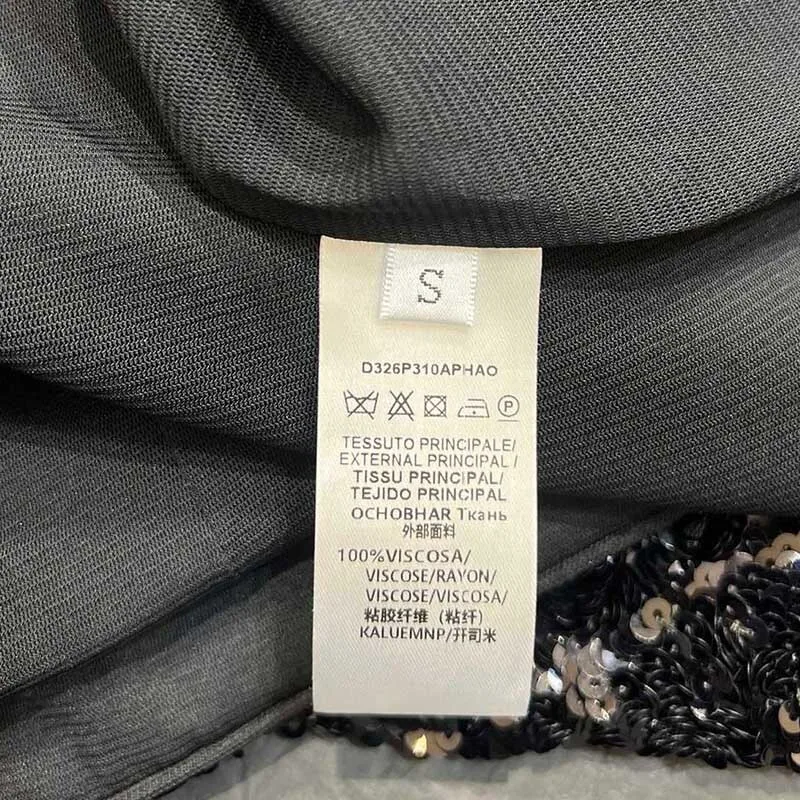 S
D326P310APHAO
P
TESSUTO PRINCIPALE/
EXTERNAL PRINCIPAL /
TISSU PRINCIPAL/
TEJIDO PRINCIPAL
ОСНОВНАЯ Ткань
外部面料
100%VISCOSA/
VISCOSE/RAYON/
VISCOSE/VISCOSA/
粘胶纤维（粘纤）
KALUEMNP/开司米